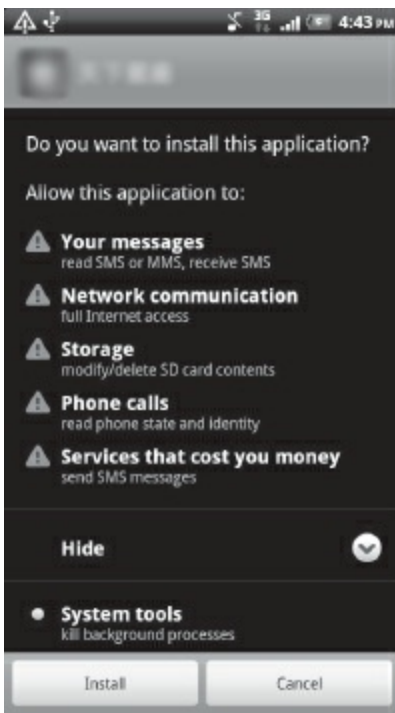 3G
4:43 PM
Do you want to install this application?
Allow this application to:
Your messages
read SMS or MMS, receive SMS
Network communication
full Internet access
Storage
modify/delete SD card contents
Phone calls
read phone state and identity
Services that cost you money
send SMS messages
Hide
System tools
kill background processes
Install
Cancel